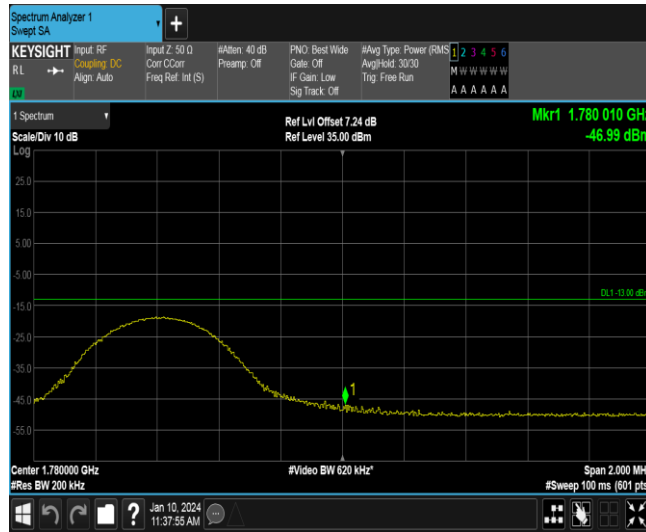 Spectrum Analyzer 1
Swept SA
KEYSIGHT Input: RF Input Z: 50 Ω #Atten: 40 dB PNO: Best Wide #Avg Type: Power (RMS 1 2 3 4 5 6
RL Coupling: DC Corr CCorr Preamp: Off Gate: Off Avg|Hold: 30/30 M W W W W W
Align: Auto Freq Ref: Int (S) IF Gain: Low Trig: Free Run
LXI Sig Track: Off A A A A A A
1 Spectrum Ref Lvl Offset 7.24 dB Mkr1 1.780 010 GHz
Scale/Div 10 dB Ref Level 35.00 dBm -46.99 dBm
Log
25.0
15.0
5.00
-5.00
DL1 -13.00 dBm
-15.0
-25.0
-35.0
1
-45.0
-55.0
Center 1.780000 GHz #Video BW 620 kHz* Span 2.000 MH
#Res BW 200 kHz #Sweep 100 ms (601 pts
Jan 10, 2024
11:37:55 AM